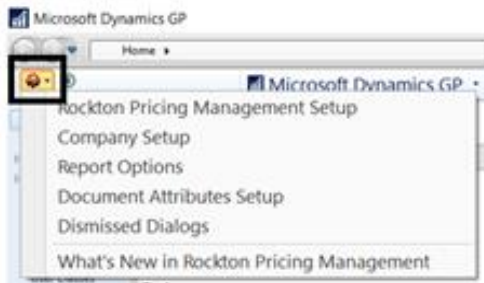 Microsoft Dynamics GP
Home
Microsoft Dynamics GP
Rockton Pricing Management Setup
Company Setup
Report Options
Document Attributes Setup
Dismissed Dialogs
What's New in Rockton Pricing Management